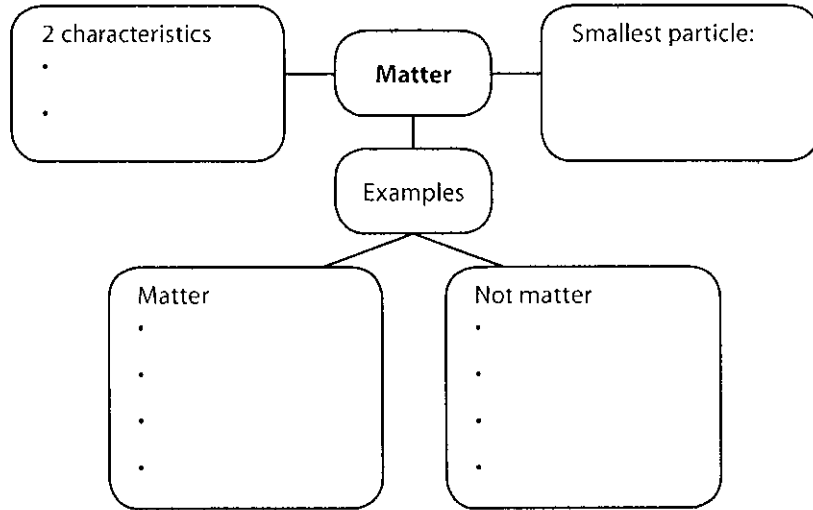 2 characteristics
•
•
Matter
Smallest particle:
Examples
Matter
•
•
•
•
Not matter
•
•
•
•